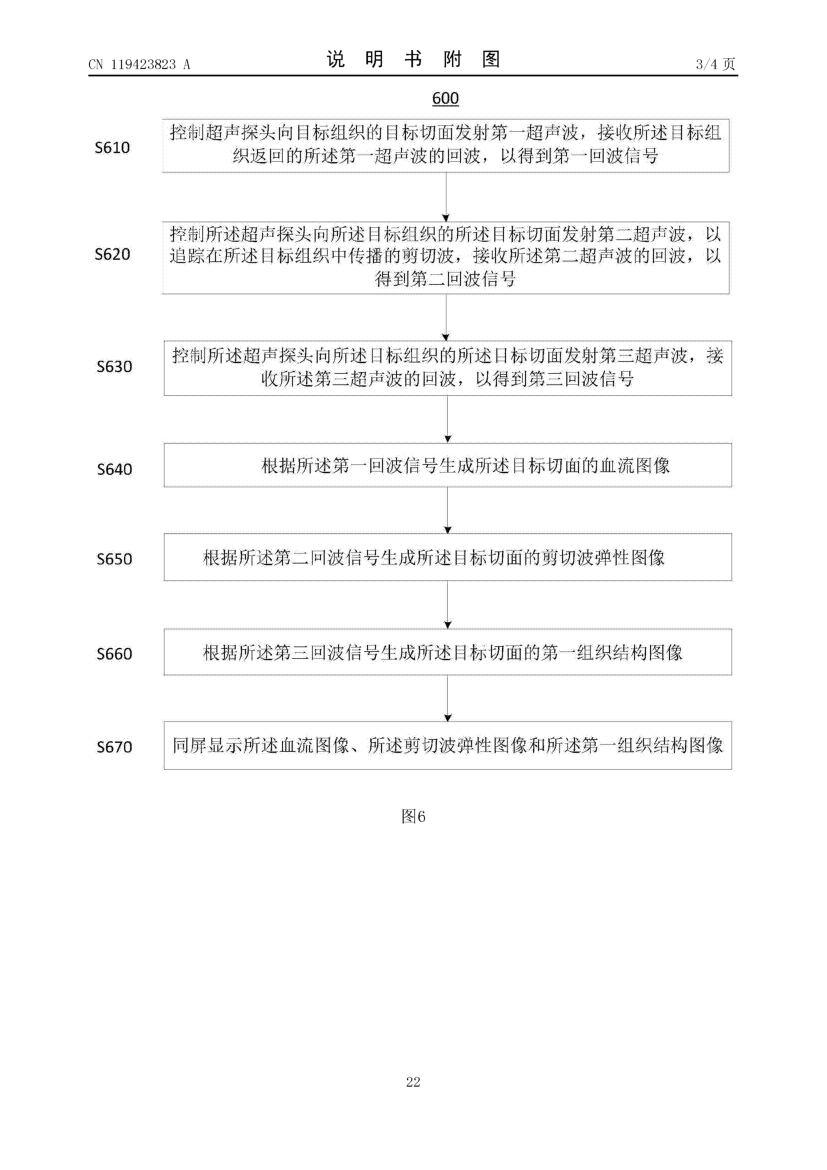 CN 119423823 A
说 明 书 附 图
3/4 页
600
S610
控制超声探头向目标组织的目标切面发射第一超声波，接收所述目标组
织返回的所述第一超声波的回波，以得到第一回波信号
S620
控制所述超声探头向所述目标组织的所述目标切面发射第二超声波，以
追踪在所述目标组织中传播的剪切波，接收所述第二超声波的回波，以
得到第二回波信号
S630
控制所述超声探头向所述目标组织的所述目标切面发射第三超声波，接
收所述第三超声波的回波，以得到第三回波信号
S640
根据所述第一回波信号生成所述目标切面的血流图像
S650
根据所述第二回波信号生成所述目标切面的剪切波弹性图像
S660
根据所述第三回波信号生成所述目标切面的第一组织结构图像
S670
同屏显示所述血流图像、所述剪切波弹性图像和所述第一组织结构图像
图6
22